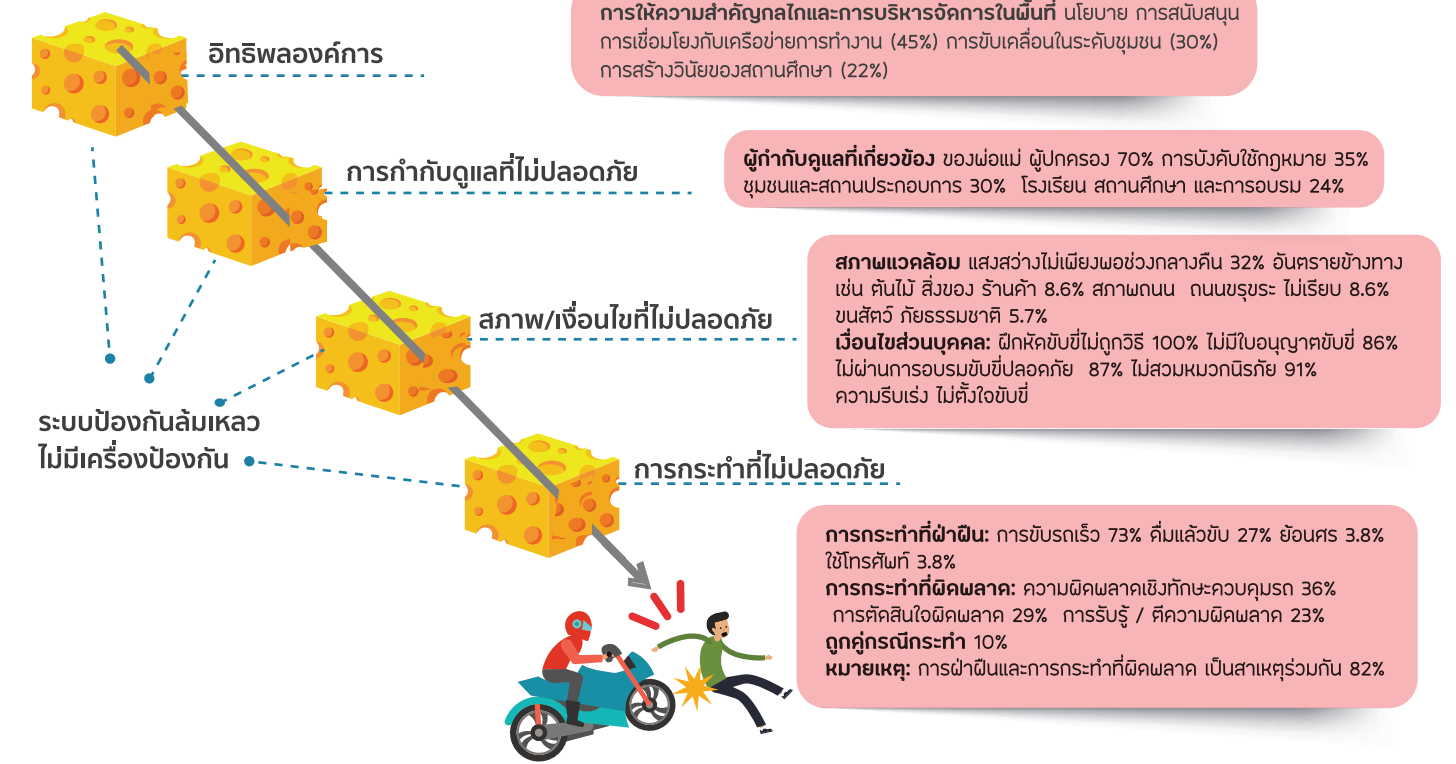 การให้ความสำคัญกลไกและการบริหารจัดการในพื้นที่ นโยบาย การสนับสนุน
การเชื่อมโยงกับเครือข่ายการทำงาน (45%) การขับเคลื่อนในระดับชุมชน (30%)
การสร้างวินัยของสถานศึกษา (22%)
อิทธิพลองค์การ
ผู้กำกับดูแลที่เกี่ยวข้อง ของพ่อแม่ ผู้ปกครอง 70% การบังคับใช้กฎหมาย 35%
ชุมชนและสถานประกอบการ 30% โรงเรียน สถานศึกษา และการอบรม 24%
การกำกับดูแลที่ไม่ปลอดภัย
สภาพแวดล้อม แสงสว่างไม่เพียงพอช่วงกลางคืน 32% อันตรายข้างทาง
เช่น ต้นไม้ สิ่งของ ร้านค้า 8.6% สภาพถนน ถนนขรุขระ ไม่เรียบ 8.6%
ขนสัตว์ ภัยธรรมชาติ 5.7%
เงื่อนไขส่วนบุคคล: ฝึกหัดขับขี่ไม่ถูกวิธี 100% ไม่มีใบอนุญาตขับขี่ 86%
ไม่ผ่านการอบรมขับขี่ปลอดภัย 87% ไม่สวมหมวกนิรภัย 91%
ความรีบเร่ง ไม่ตั้งใจขับขี่
สภาพ/เงื่อนไขที่ไม่ปลอดภัย
ระบบป้องกันล้มเหลว
ไม่มีเครื่องป้องกัน
การกระทำที่ไม่ปลอดภัย
การกระทำที่ฝ่าฝืน: การขับรถเร็ว 73% ดื่มแล้วขับ 27% ย้อนศร 3.8%
ใช้โทรศัพท์ 3.8%
การกระทำที่ผิดพลาด: ความผิดพลาดเชิงทักษะควบคุมรถ 36%
การตัดสินใจผิดพลาด 29% การรับรู้ / ตีความผิดพลาด 23%
ถูกคู่กรณีกระทำ 10%
หมายเหตุ: การฝ่าฝืนและการกระทำที่ผิดพลาด เป็นสาเหตุร่วมกัน 82%